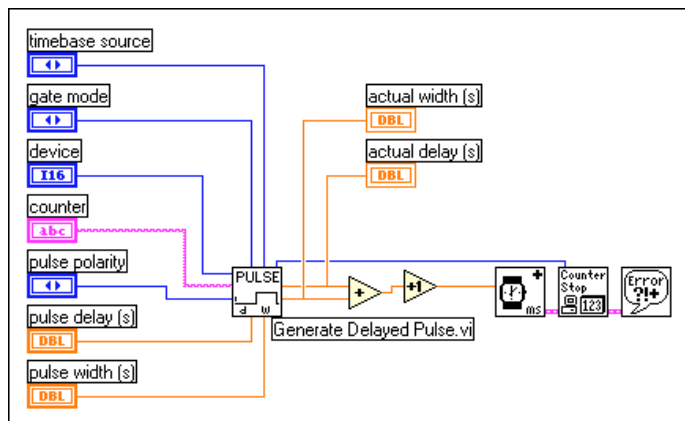 timebase source
gate mode
device
I16
counter
abc
pulse polarity
pulse delay (s)
DBL
pulse width (s)
DBL
PULSE
d w
Generate Delayed Pulse.vi
actual width (s)
DBL
actual delay (s)
DBL
+
+1
+
ms
Counter
Stop
123
Error
?!+